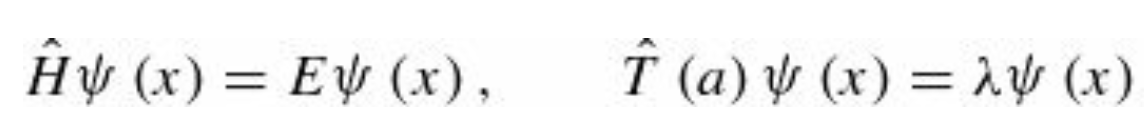 Ĥψ (x) = Eψ (x) , T̂ (a) ψ (x) = λψ (x)